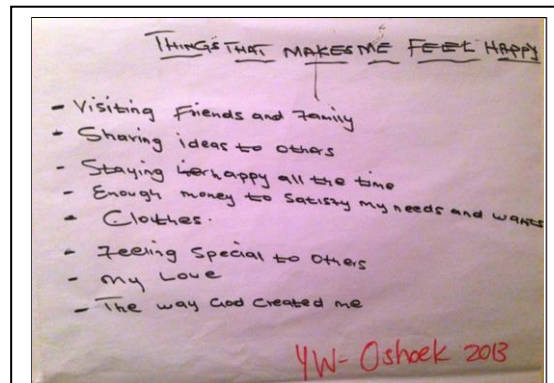 THINGS THAT MAKES ME FEEL HAPPY
- Visiting Friends and Family
- Sharing ideas to others
- Staying happy all the time
- Enough money to satisfy my needs and wants
- Clothes.
- Feeling Special to Others
- My Love
- The way God created me
YW- Oshoek 2013